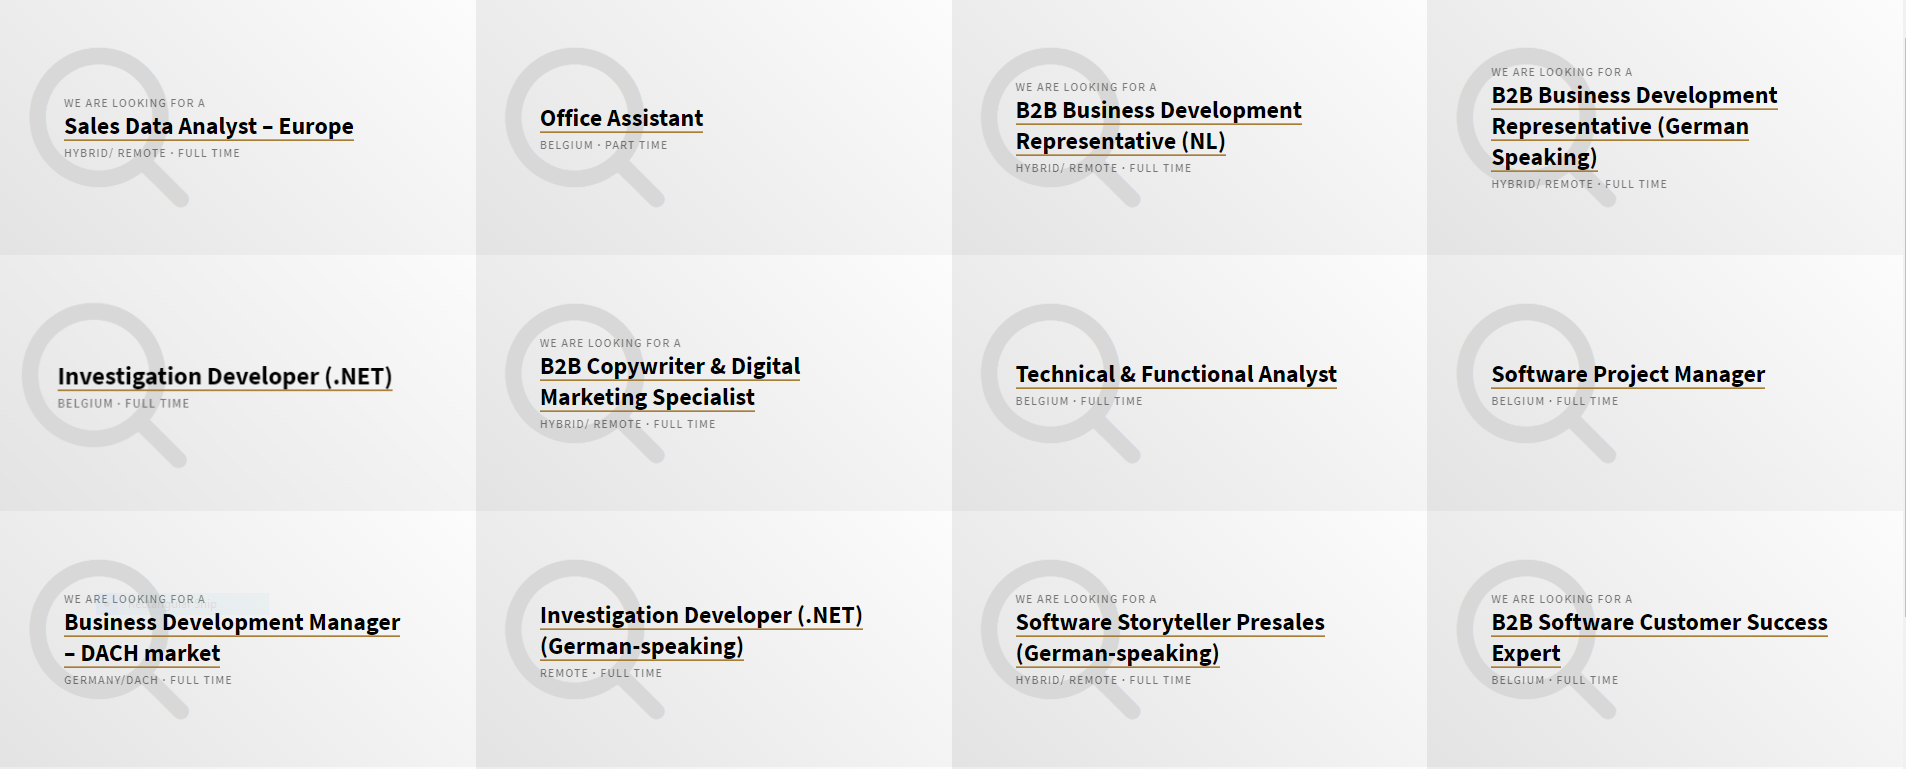 WE ARE LOOKING FOR A
Sales Data Analyst – Europe
HYBRID/ REMOTE · FULL TIME
Office Assistant
BELGIUM · PART TIME
WE ARE LOOKING FOR A
B2B Business Development
Representative (NL)
HYBRID/ REMOTE · FULL TIME
WE ARE LOOKING FOR A
B2B Business Development
Representative (German
Speaking)
HYBRID/ REMOTE · FULL TIME
Investigation Developer (.NET)
BELGIUM · FULL TIME
WE ARE LOOKING FOR A
B2B Copywriter & Digital
Marketing Specialist
HYBRID/ REMOTE · FULL TIME
Technical & Functional Analyst
BELGIUM · FULL TIME
Software Project Manager
BELGIUM · FULL TIME
WE ARE LOOKING FOR A
Business Development Manager
– DACH market
GERMANY/DACH · FULL TIME
Investigation Developer (.NET)
(German-speaking)
REMOTE · FULL TIME
WE ARE LOOKING FOR A
Software Storyteller Presales
(German-speaking)
HYBRID/ REMOTE · FULL TIME
WE ARE LOOKING FOR A
B2B Software Customer Success
Expert
BELGIUM · FULL TIME